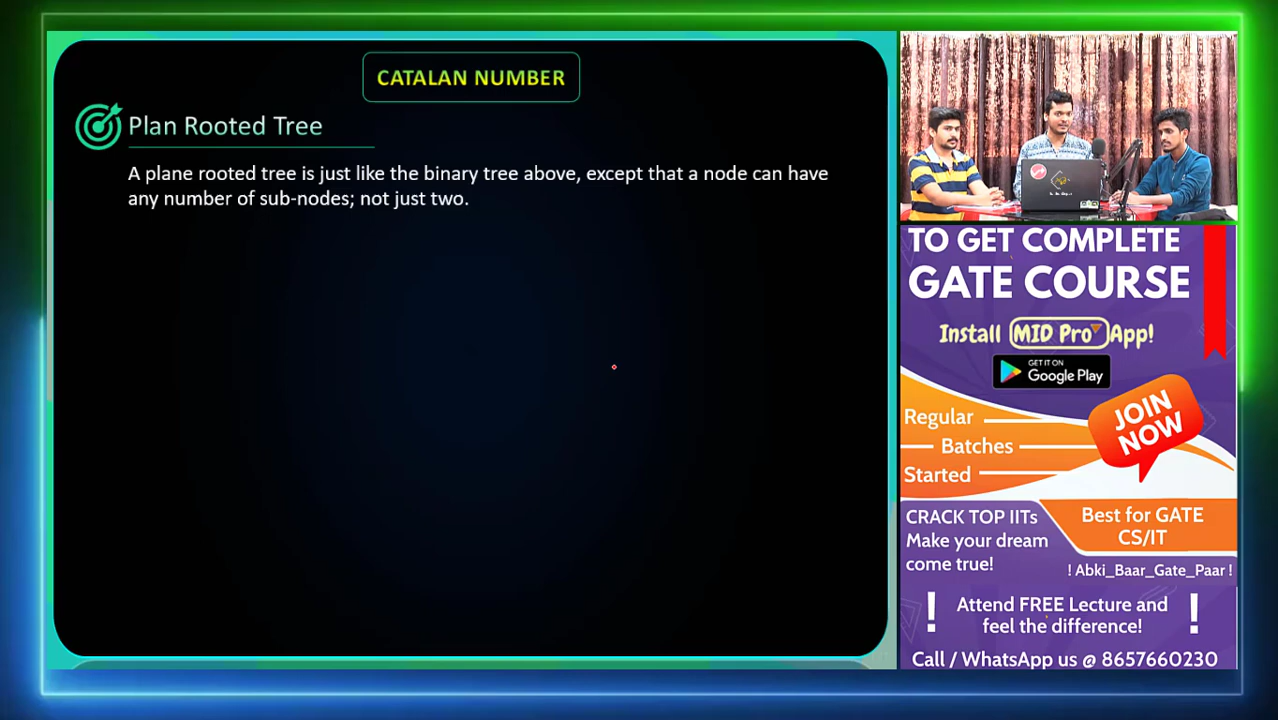 CATALAN NUMBER
Plan Rooted Tree
A plane rooted tree is just like the binary tree above, except that a node can have
any number of sub-nodes; not just two.
TO GET COMPLETE
GATE COURSE
Install MID Pro App!
GET IT ON
Google Play
JOIN
NOW
Regular
Batches
Started
CRACK TOP IITs
Make your dream
come true!
Best for GATE
CS/IT
! Abki_Baar_Gate_Paar !
! Attend FREE Lecture and !
feel the difference!
Call / WhatsApp us @ 8657660230